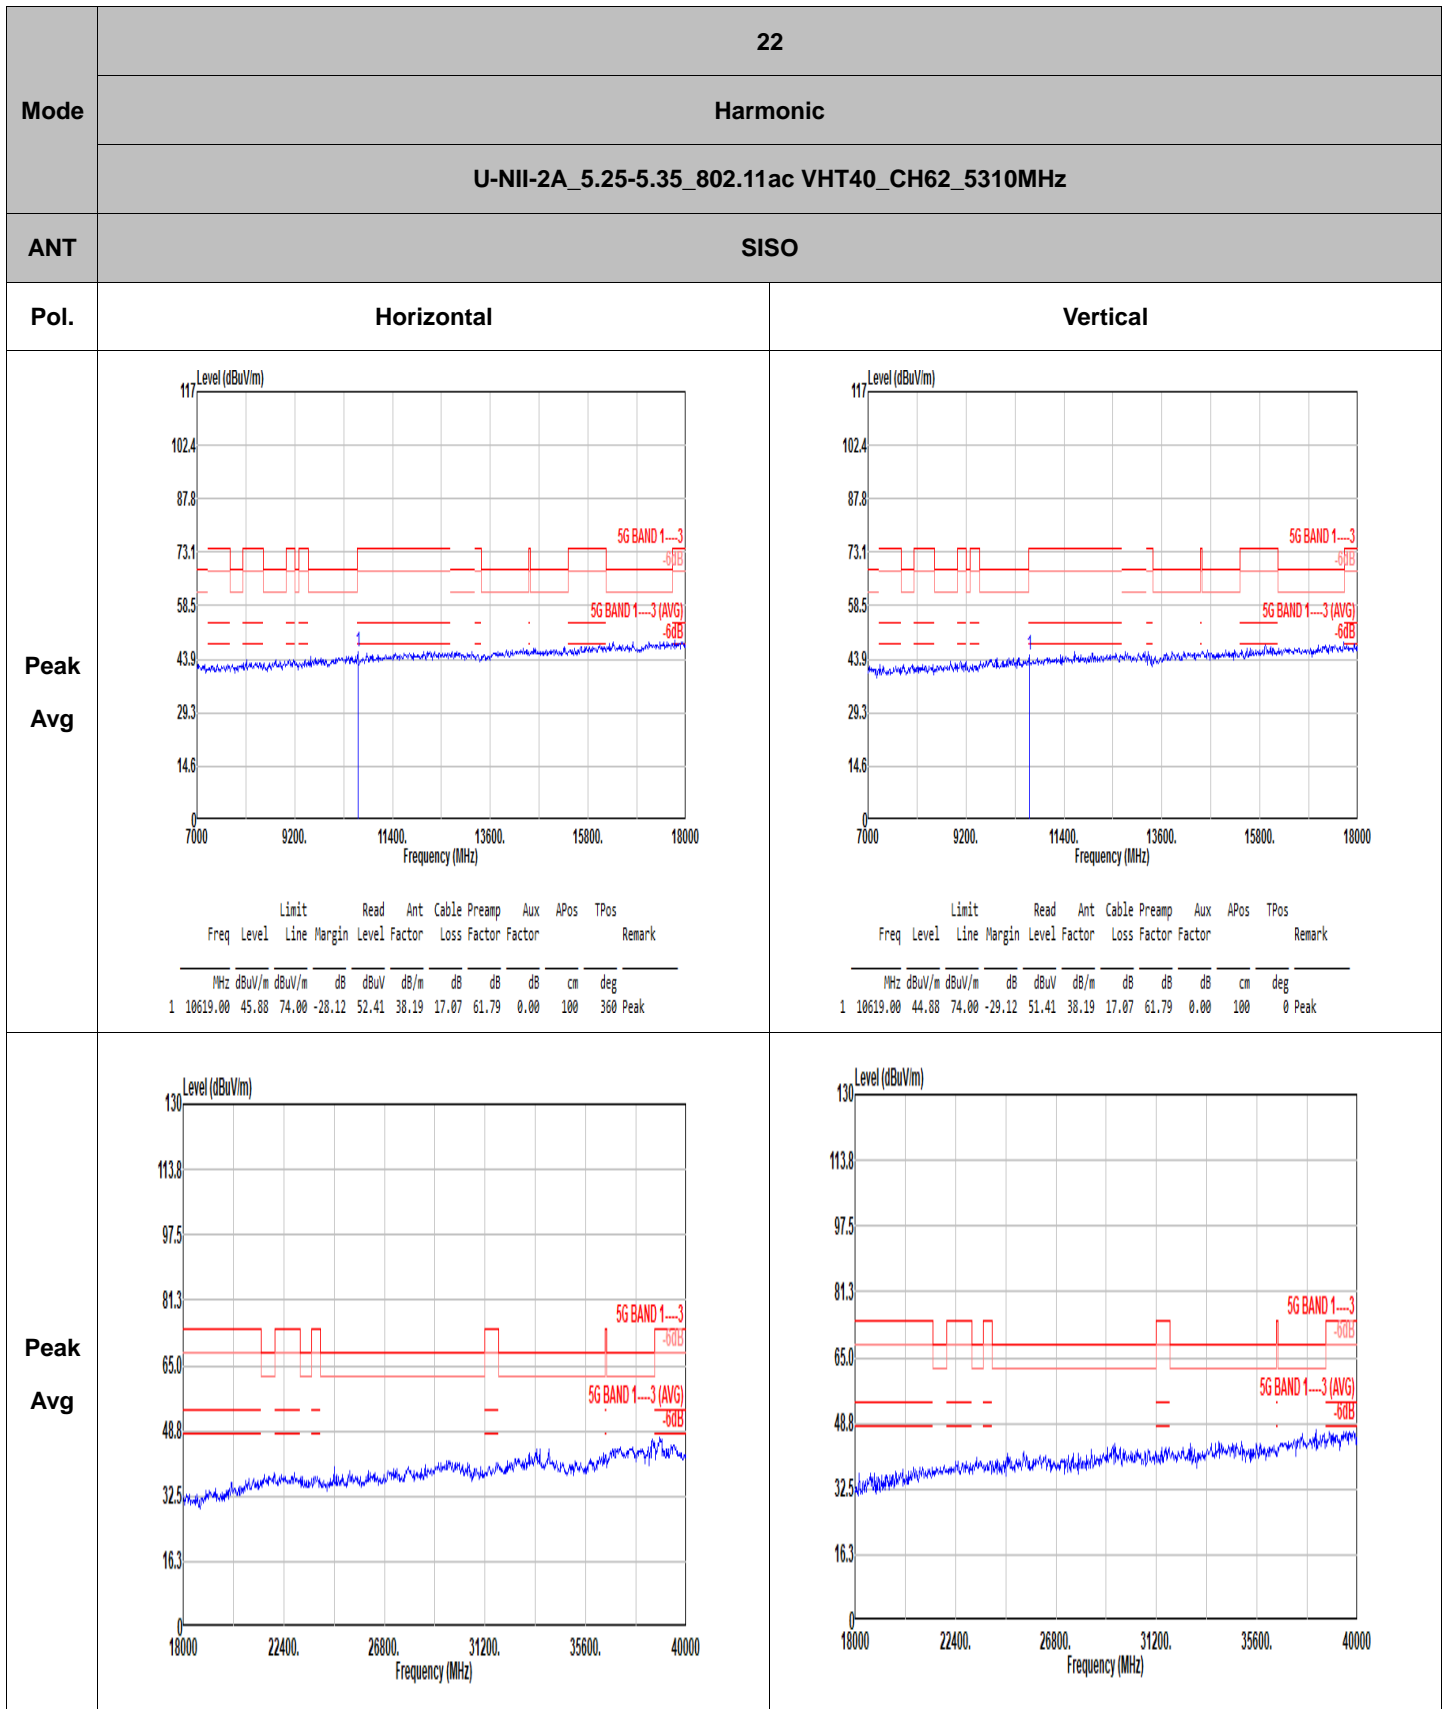 Mode
22
Harmonic
U-NII-2A_5.25-5.35_802.11ac VHT40_CH62_5310MHz
ANT
SISO
Pol.
Horizontal
Vertical
Peak
Avg
Level (dBuV/m)
117
102.4
87.8
73.1
58.5
43.9
29.3
14.6
0
5G BAND 1----3
-6dB
5G BAND 1----3 (AVG)
-6dB
7000 9200. 11400. 13600. 15800. 18000
Frequency (MHz)
Limit Read Ant Cable Preamp Aux APos TPos
Freq Level Line Margin Level Factor Loss Factor Factor Remark
MHz dBuV/m dBuV/m dB dBuV dB/m dB dB dB cm deg
1 10619.00 45.88 74.00 -28.12 52.41 38.19 17.07 61.79 0.00 100 360 Peak
Level (dBuV/m)
117
102.4
87.8
73.1
58.5
43.9
29.3
14.6
0
5G BAND 1----3
-6dB
5G BAND 1----3 (AVG)
-6dB
7000 9200. 11400. 13600. 15800. 18000
Frequency (MHz)
Limit Read Ant Cable Preamp Aux APos TPos
Freq Level Line Margin Level Factor Loss Factor Factor Remark
MHz dBuV/m dBuV/m dB dBuV dB/m dB dB dB cm deg
1 10619.00 44.88 74.00 -29.12 51.41 38.19 17.07 61.79 0.00 100 0 Peak
Peak
Avg
Level (dBuV/m)
130
113.8
97.5
81.3
65.0
48.8
32.5
16.3
0
5G BAND 1----3
-6dB
5G BAND 1----3 (AVG)
-6dB
18000 22400. 26800. 31200. 35600. 40000
Frequency (MHz)
Level (dBuV/m)
130
113.8
97.5
81.3
65.0
48.8
32.5
16.3
0
5G BAND 1----3
-6dB
5G BAND 1----3 (AVG)
-6dB
18000 22400. 26800. 31200. 35600. 40000
Frequency (MHz)